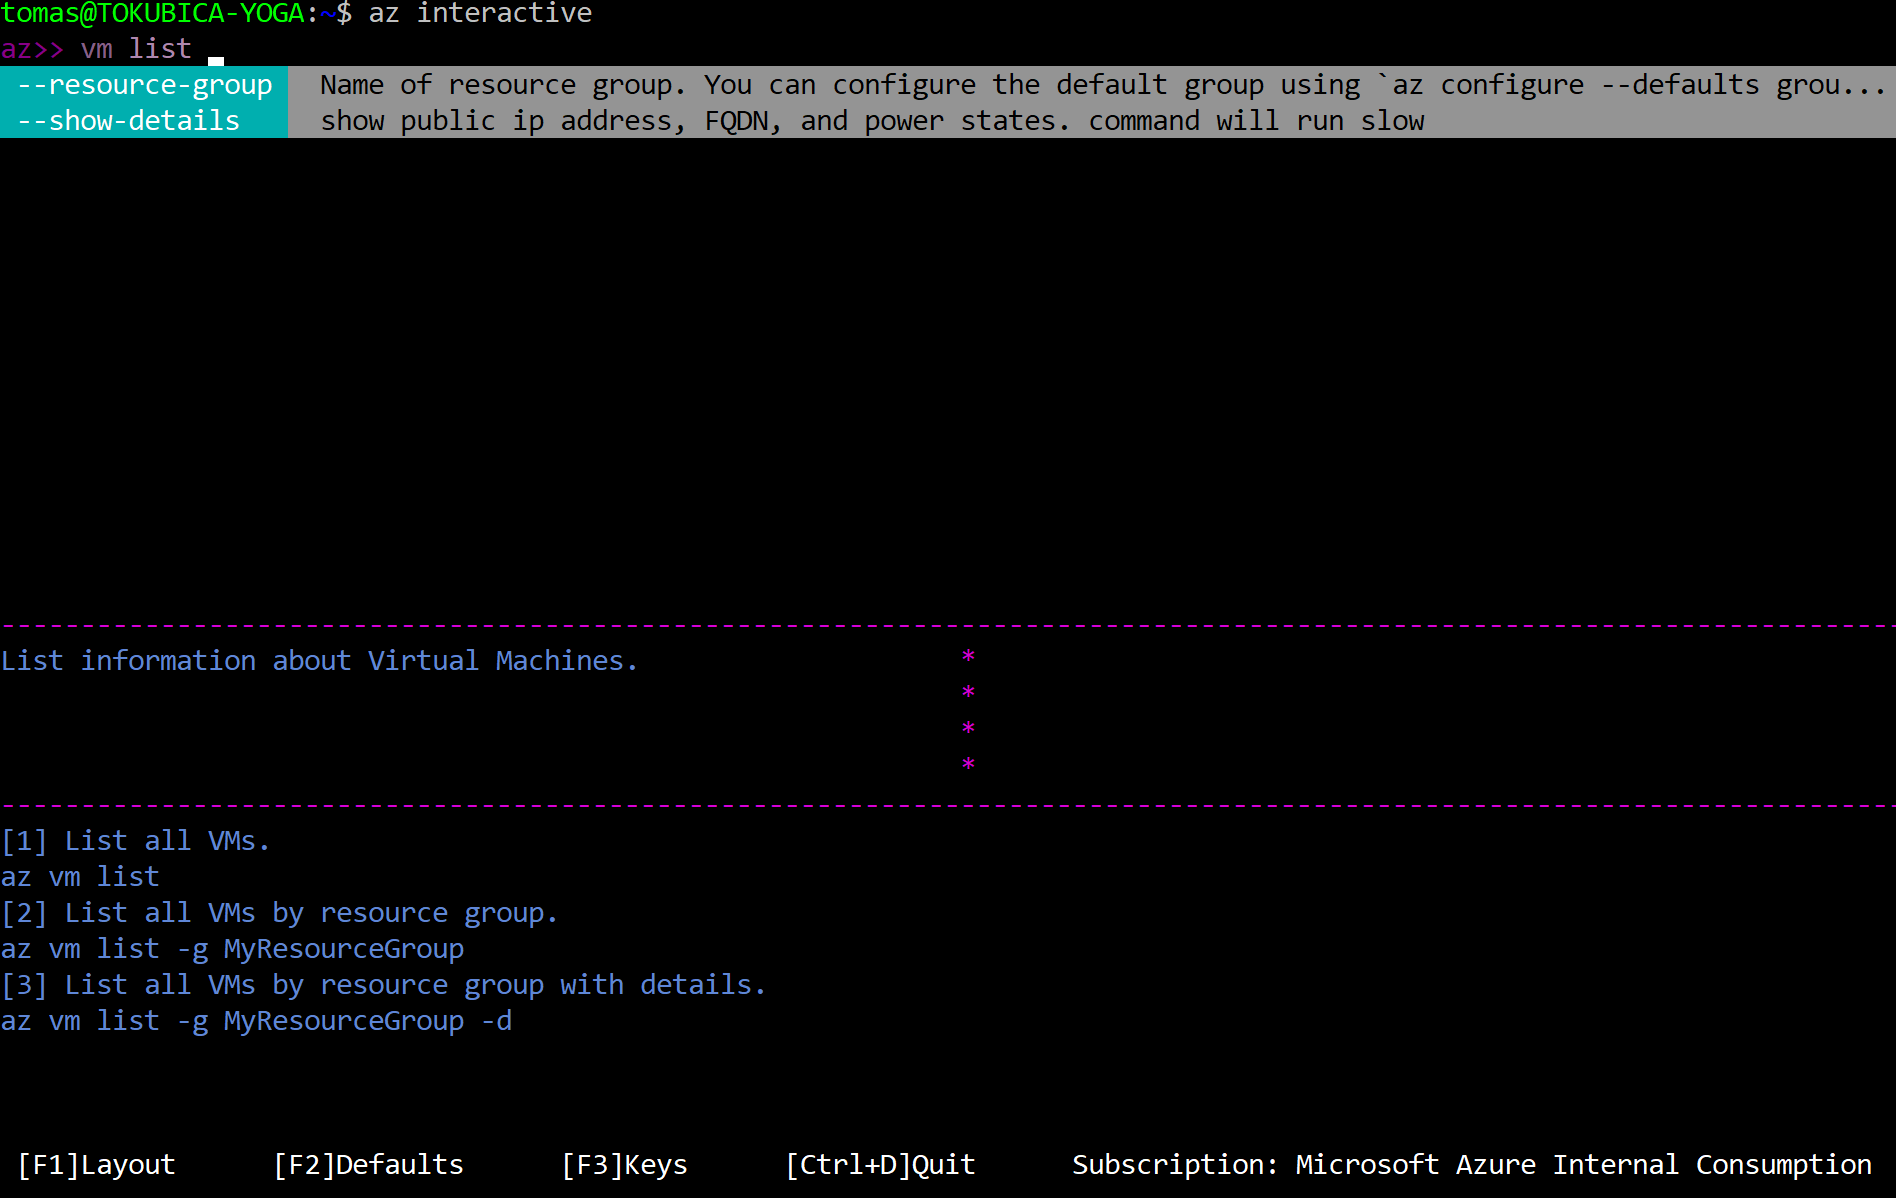 tomas@TOKUBICA-YOGA:~$ az interactive
az>> vm list
--resource-group   Name of resource group. You can configure the default group using `az configure --defaults grou...
--show-details     show public ip address, FQDN, and power states. command will run slow
List information about Virtual Machines.                    *
*
*
*
[1] List all VMs.
az vm list
[2] List all VMs by resource group.
az vm list -g MyResourceGroup
[3] List all VMs by resource group with details.
az vm list -g MyResourceGroup -d
[F1]Layout      [F2]Defaults      [F3]Keys      [Ctrl+D]Quit      Subscription: Microsoft Azure Internal Consumption